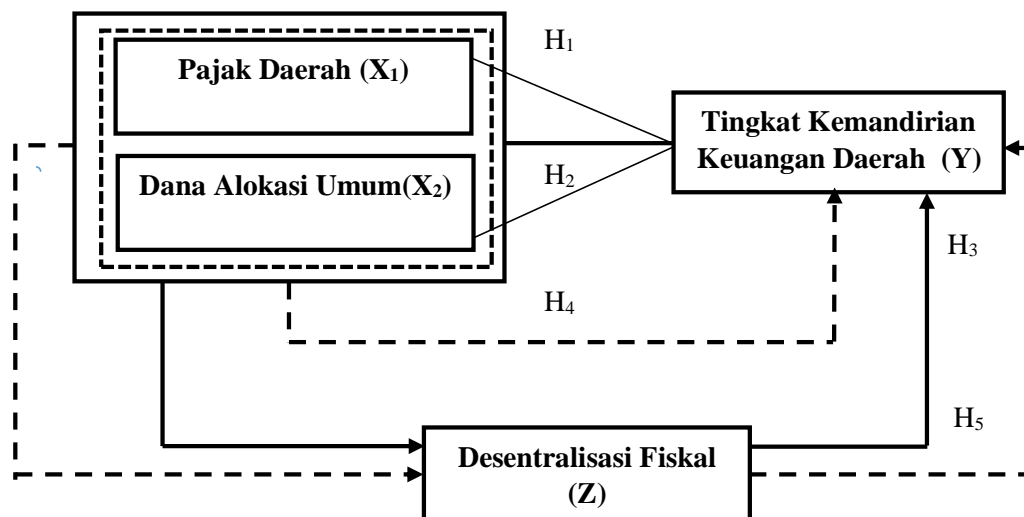 H₁
Pajak Daerah (X₁)
Tingkat Kemandirian
Keuangan Daerah (Y)
Dana Alokasi Umum(X₂)
H₂
H₃
H₄
H₅
Desentralisasi Fiskal
(Z)